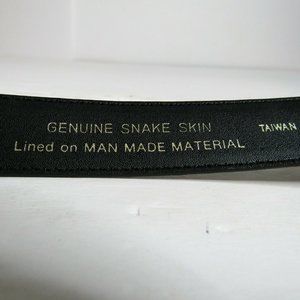 GENUINE SNAKE SKIN
TAIWAN
Lined on MAN MADE MATERIAL